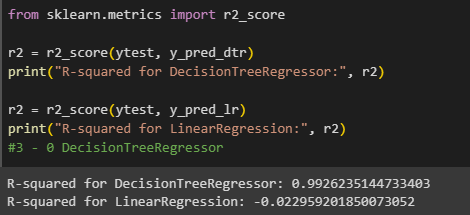 from sklearn.metrics import r2_score
r2 = r2_score(ytest, y_pred_dtr)
print("R-squared for DecisionTreeRegressor:", r2)
r2 = r2_score(ytest, y_pred_lr)
print("R-squared for LinearRegression:", r2)
#3 - 0 DecisionTreeRegressor
R-squared for DecisionTreeRegressor: 0.9926235144733403
R-squared for LinearRegression: -0.022959201850073052